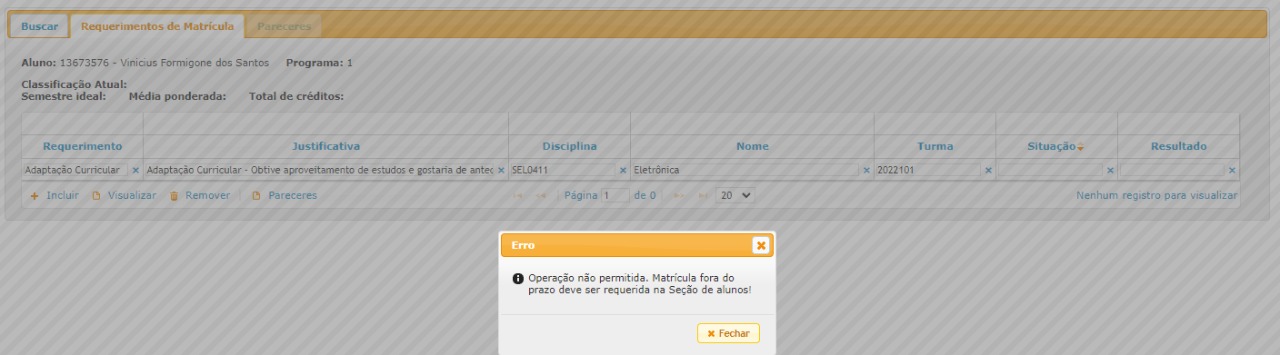 Buscar Requerimentos de Matrícula Pareceres
Aluno: 13673576 - Vinicius Formigone dos Santos Programa: 1
Classificação Atual:
Semestre ideal: Média ponderada: Total de créditos:
Requerimento Justificativa Disciplina Nome Turma Situação Resultado
Adaptação Curricular x Adaptação Curricular - Obtive aproveitamento de estudos e gostaria de antec x SEL0411 x Eletrônica x 2022101 x x x
+ Incluir Visualizar Remover Pareceres Página 1 de 0 20 Nenhum registro para visualizar
Erro
Operação não permitida. Matrícula fora do
prazo deve ser requerida na Seção de alunos!
Fechar